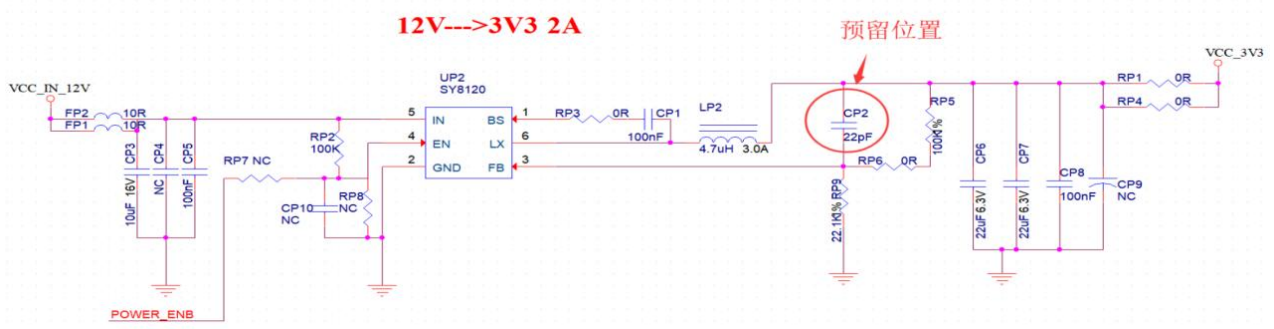 12V--->3V3 2A
预留位置
VCC_IN_12V
FP2 10R
FP1 10R
CP3
10uF 16V
CP4
NC
CP5
100nF
RP7 NC
RP2
100K
CP10
NC
RP8
NC
POWER_ENB
UP2
SY8120
5 IN
4 EN
2 GND
BS 1
LX 6
FB 3
RP3 0R
CP1
100nF
LP2
4.7uH 3.0A
CP2
22pF
RP5
100K1%
RP6 0R
RP9
22.1K1%
CP6
22uF 6.3V
CP7
22uF 6.3V
CP8
100nF
CP9
NC
RP1 0R
RP4 0R
VCC_3V3